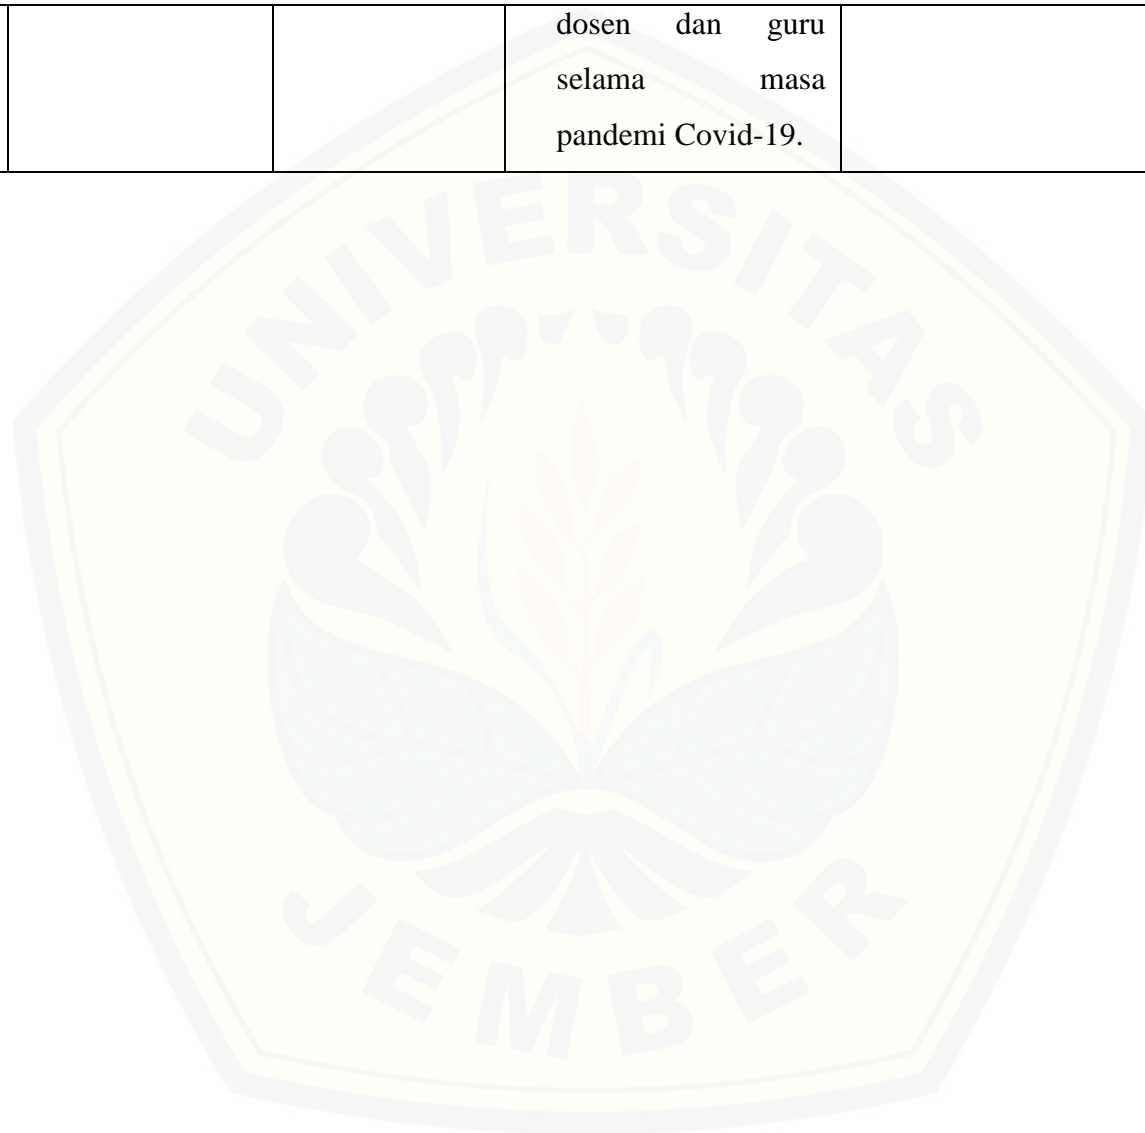 dosen dan guru
selama masa
pandemi Covid-19.
UNIVERSITAS
JEMBER